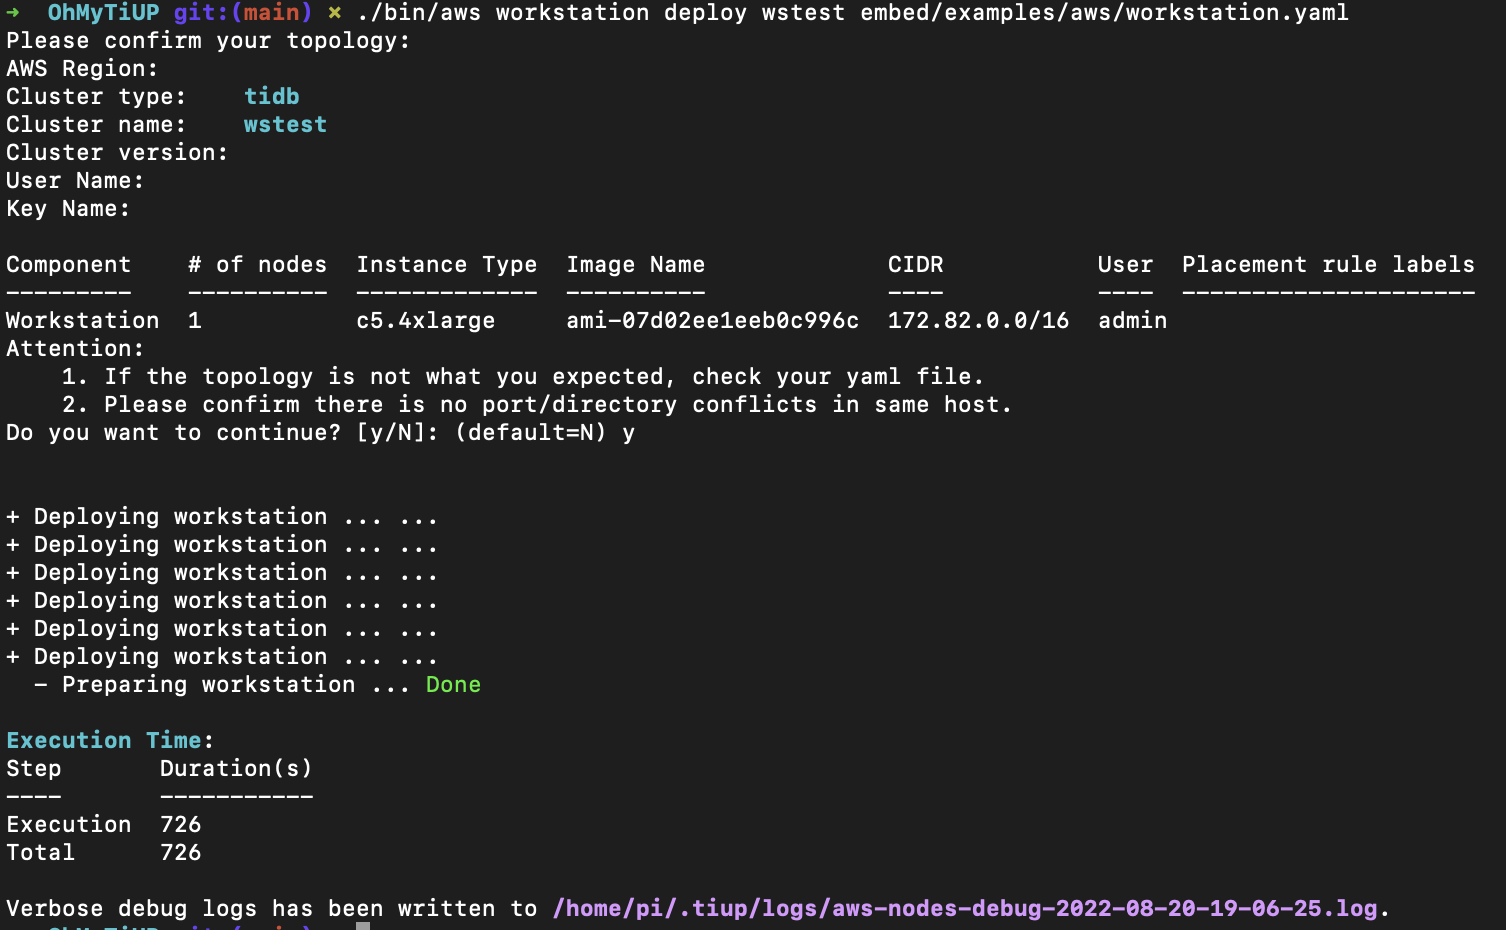 ➜ OhMyTiUP git:(main) ✗ ./bin/aws workstation deploy wstest embed/examples/aws/workstation.yaml
Please confirm your topology:
AWS Region:
Cluster type: tidb
Cluster name: wstest
Cluster version:
User Name:
Key Name:
Component # of nodes Instance Type Image Name CIDR User Placement rule labels
--------- ---------- ------------- ---------- ---- ---- ---------------------
Workstation 1 c5.4xlarge ami-07d02ee1eeb0c996c 172.82.0.0/16 admin
Attention:
1. If the topology is not what you expected, check your yaml file.
2. Please confirm there is no port/directory conflicts in same host.
Do you want to continue? [y/N]: (default=N) y
+ Deploying workstation ... ...
+ Deploying workstation ... ...
+ Deploying workstation ... ...
+ Deploying workstation ... ...
+ Deploying workstation ... ...
+ Deploying workstation ... ...
- Preparing workstation ... Done
Execution Time:
Step Duration(s)
---- -----------
Execution 726
Total 726
Verbose debug logs has been written to /home/pi/.tiup/logs/aws-nodes-debug-2022-08-20-19-06-25.log.